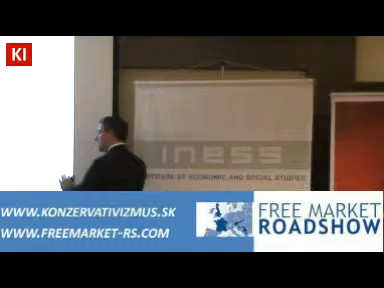 KI
iness
INSTITUTE OF ECONOMIC AND SOCIAL STUDIES
WWW.KONZERVATIVIZMUS.SK
WWW.FREEMARKET-RS.COM
FREE MARKET
ROADSHOW